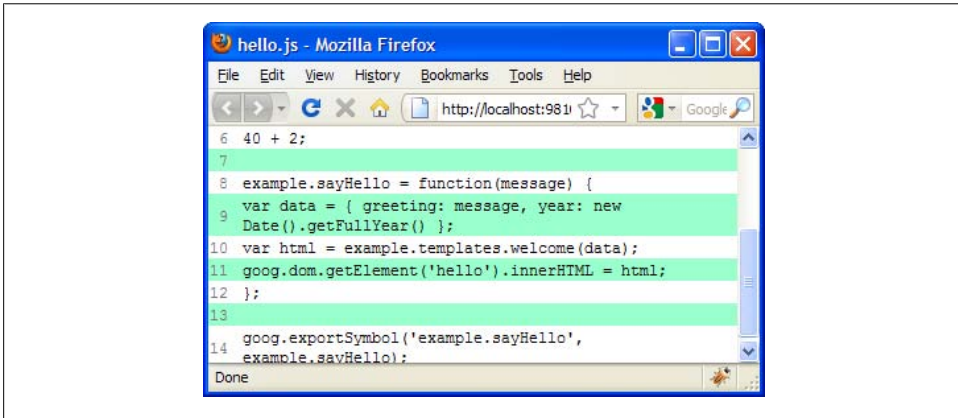 hello.js - Mozilla Firefox
File Edit View History Bookmarks Tools Help
http://localhost:981 Google
6 40 + 2;
7
8 example.sayHello = function(message) {
9 var data = { greeting: message, year: new
Date().getFullYear() };
10 var html = example.templates.welcome(data);
11 goog.dom.getElement('hello').innerHTML = html;
12 };
13
14 goog.exportSymbol('example.sayHello',
example.sayHello);
Done